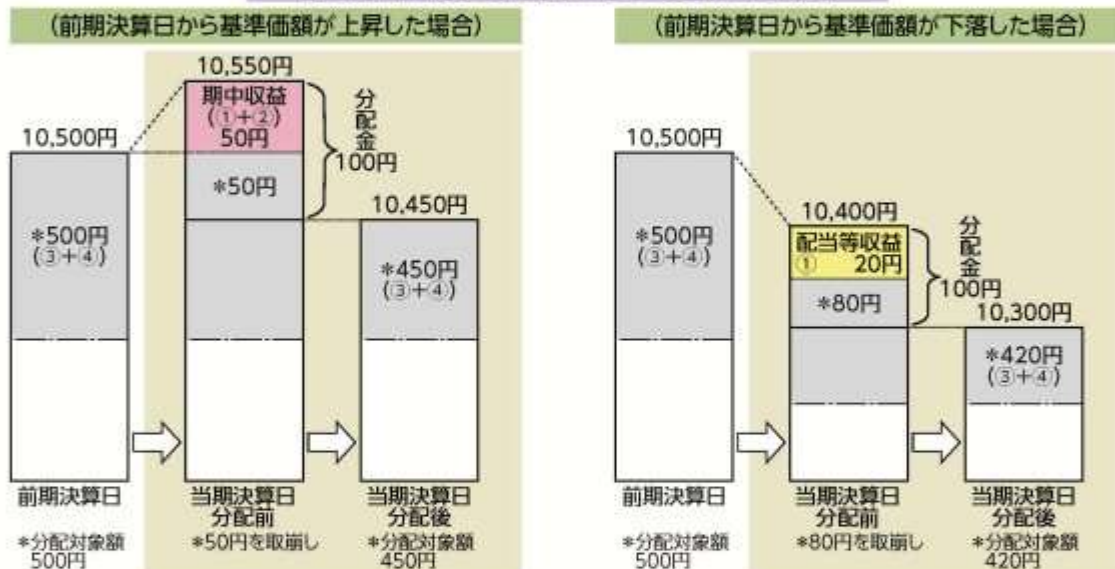 (前期決算日から基準価額が上昇した場合)
10,550円
期中収益
(①+②)
50円
分配金
100円
10,500円
*50円
10,450円
*500円
(③+④)
*450円
(③+④)
前期決算日
当期決算日
分配前
当期決算日
分配後
*分配対象額
500円
*50円を取崩し
*分配対象額
450円
(前期決算日から基準価額が下落した場合)
10,500円
10,400円
配当等収益
① 20円
分配金
100円
*500円
(③+④)
*80円
10,300円
*420円
(③+④)
前期決算日
当期決算日
分配前
当期決算日
分配後
*分配対象額
500円
*80円を取崩し
*分配対象額
420円